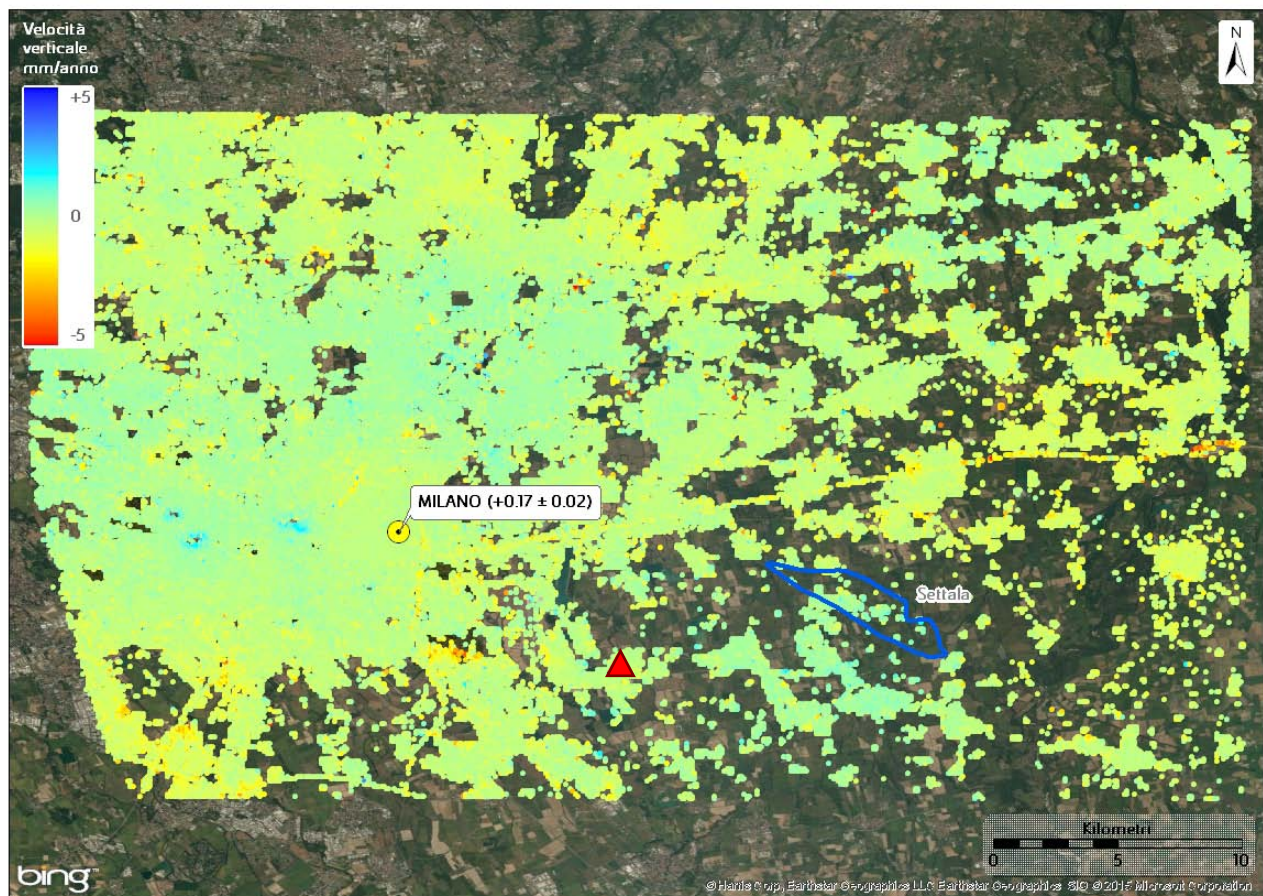 Velocità
verticale
mm/anno
+5
0
-5
N
MILANO (+0.17 ± 0.02)
Settala
Kilometri
0 5 10
bing
© Harris Corp, Earthstar Geographics LLC Earthstar Geographics SIO © 2015 Microsoft Corporation